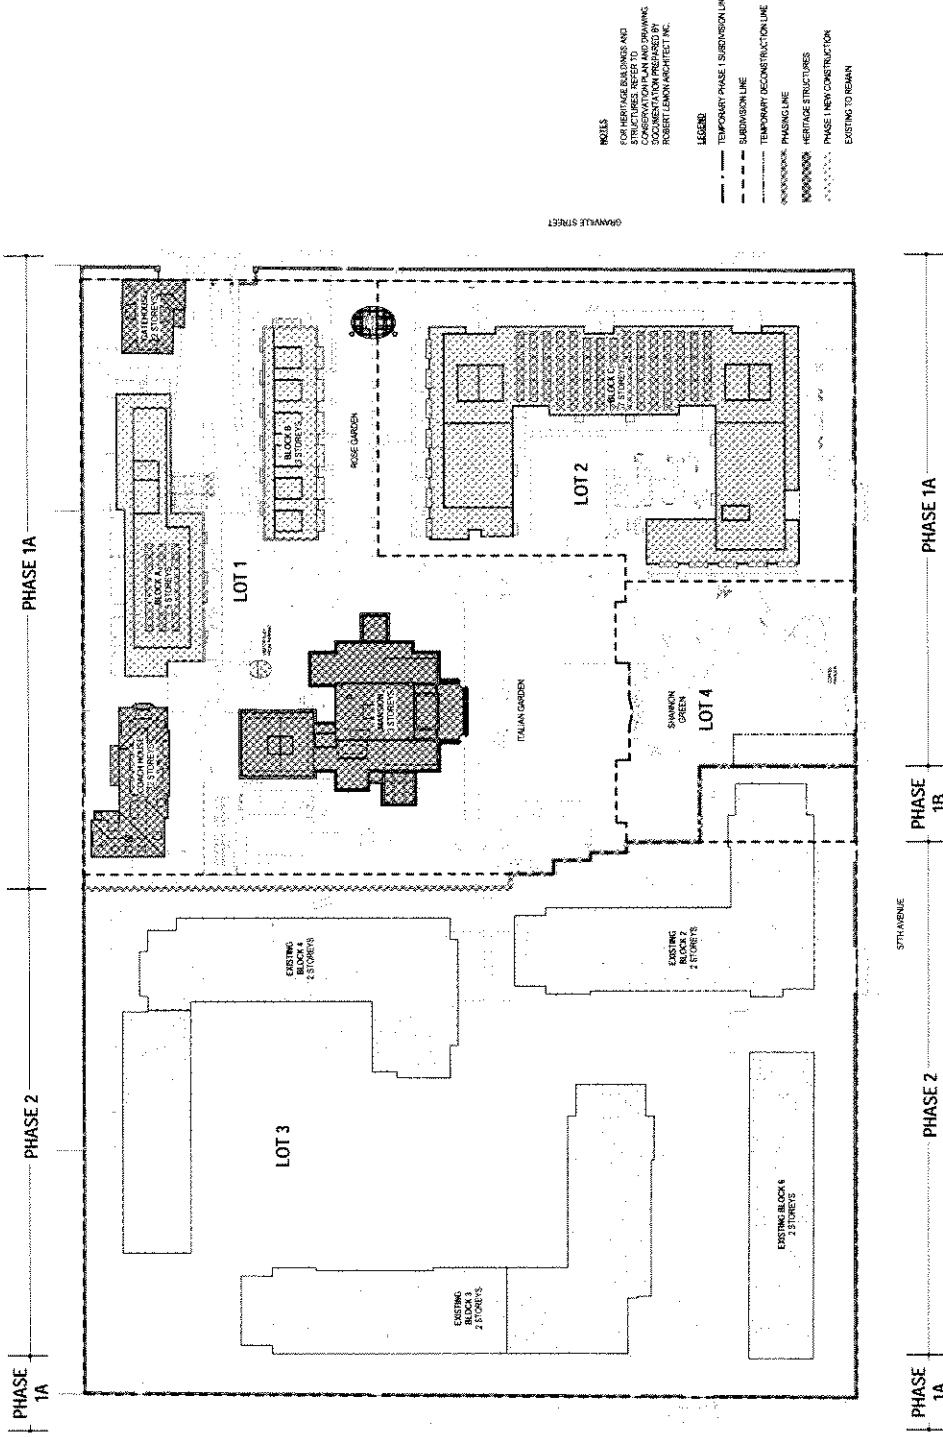 NOTES
FOR HERITAGE BUILDINGS AND
STRUCTURES, REFER TO
CONSERVATION PLAN AND DRAWING
DOCUMENTATION PREPARED BY
ROBERT LEMON ARCHITECT INC.
LEGEND
TEMPORARY PHASE 1 SUBDIVISION LINE
SUBDIVISION LINE
TEMPORARY DECONSTRUCTION LINE
PHASING LINE
HERITAGE STRUCTURES
PHASE 1 NEW CONSTRUCTION
EXISTING TO REMAIN
GRANVILLE STREET
PHASE 1A
PHASE 2
PHASE
1A
GATEHOUSE
2 STOREYS
BLOCK A
5 STOREYS
COACH HOUSE
2 STOREYS
BLOCK B
3 STOREYS
LOT 1
ROSE GARDEN
BLOCK C
7 STOREYS
LOT 2
MANSION
STOREYS
ITALIAN GARDEN
SHANNON
GREEN
LOT 4
EXISTING
BLOCK 4
2 STOREYS
EXISTING
BLOCK 2
2 STOREYS
LOT 3
EXISTING
BLOCK 3
2 STOREYS
EXISTING BLOCK 6
2 STOREYS
57TH AVENUE
PHASE 1A
PHASE
1B
PHASE 2
PHASE
1A